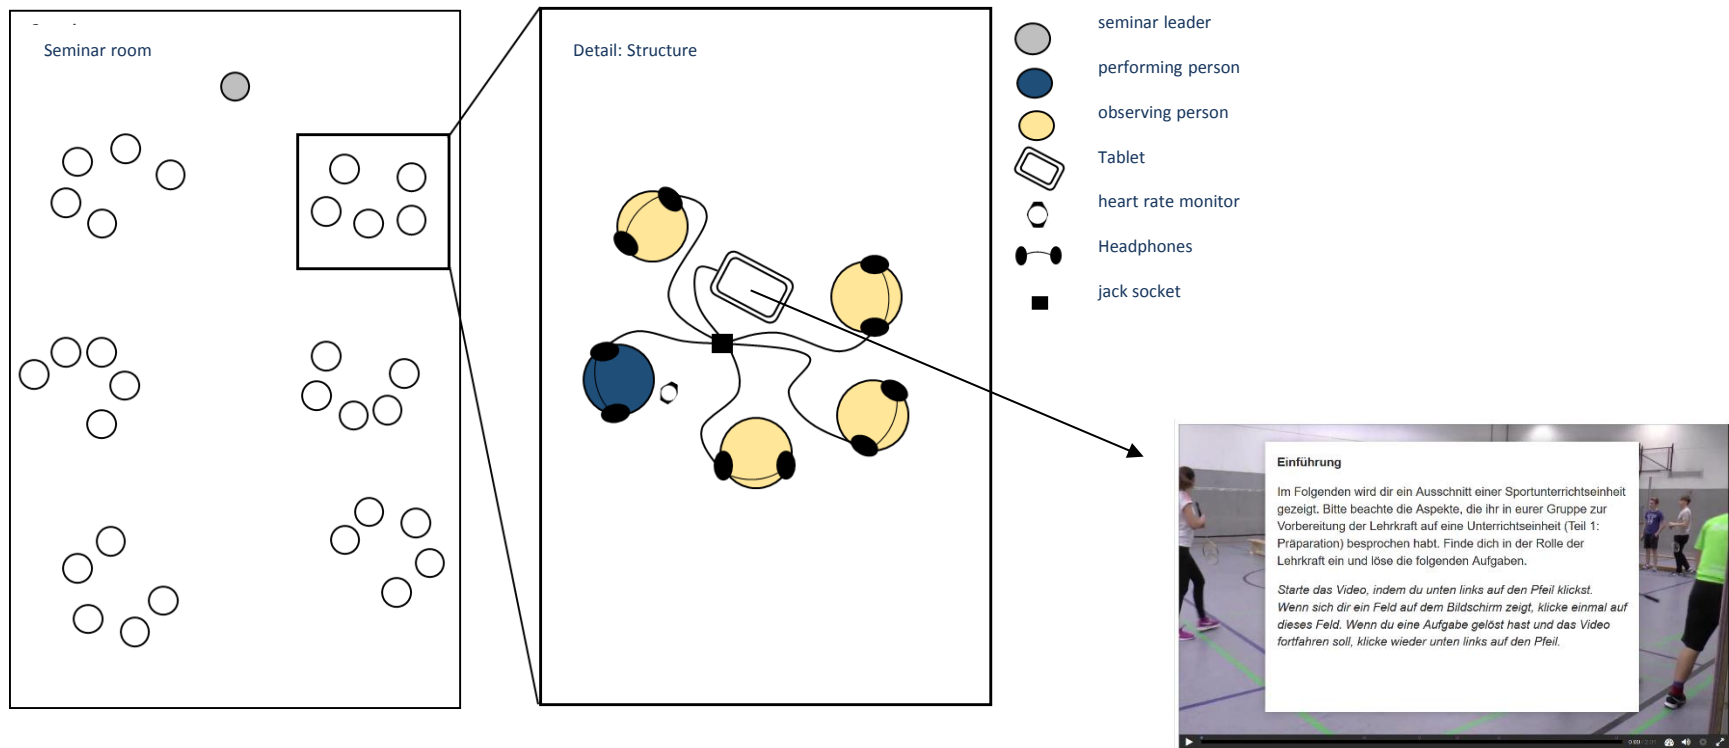 Seminar room
Detail: Structure
seminar leader
performing person
observing person
Tablet
heart rate monitor
Headphones
jack socket
Einführung
Im Folgenden wird dir ein Ausschnitt einer Sportunterrichtseinheit
gezeigt. Bitte beachte die Aspekte, die ihr in eurer Gruppe zur
Vorbereitung der Lehrkraft auf eine Unterrichtseinheit (Teil 1:
Präparation) besprochen habt. Finde dich in der Rolle der
Lehrkraft ein und löse die folgenden Aufgaben.
Starte das Video, indem du unten links auf den Pfeil klickst.
Wenn sich dir ein Feld auf dem Bildschirm zeigt, klicke einmal auf
dieses Feld. Wenn du eine Aufgabe gelöst hast und das Video
fortfahren soll, klicke wieder unten links auf den Pfeil.